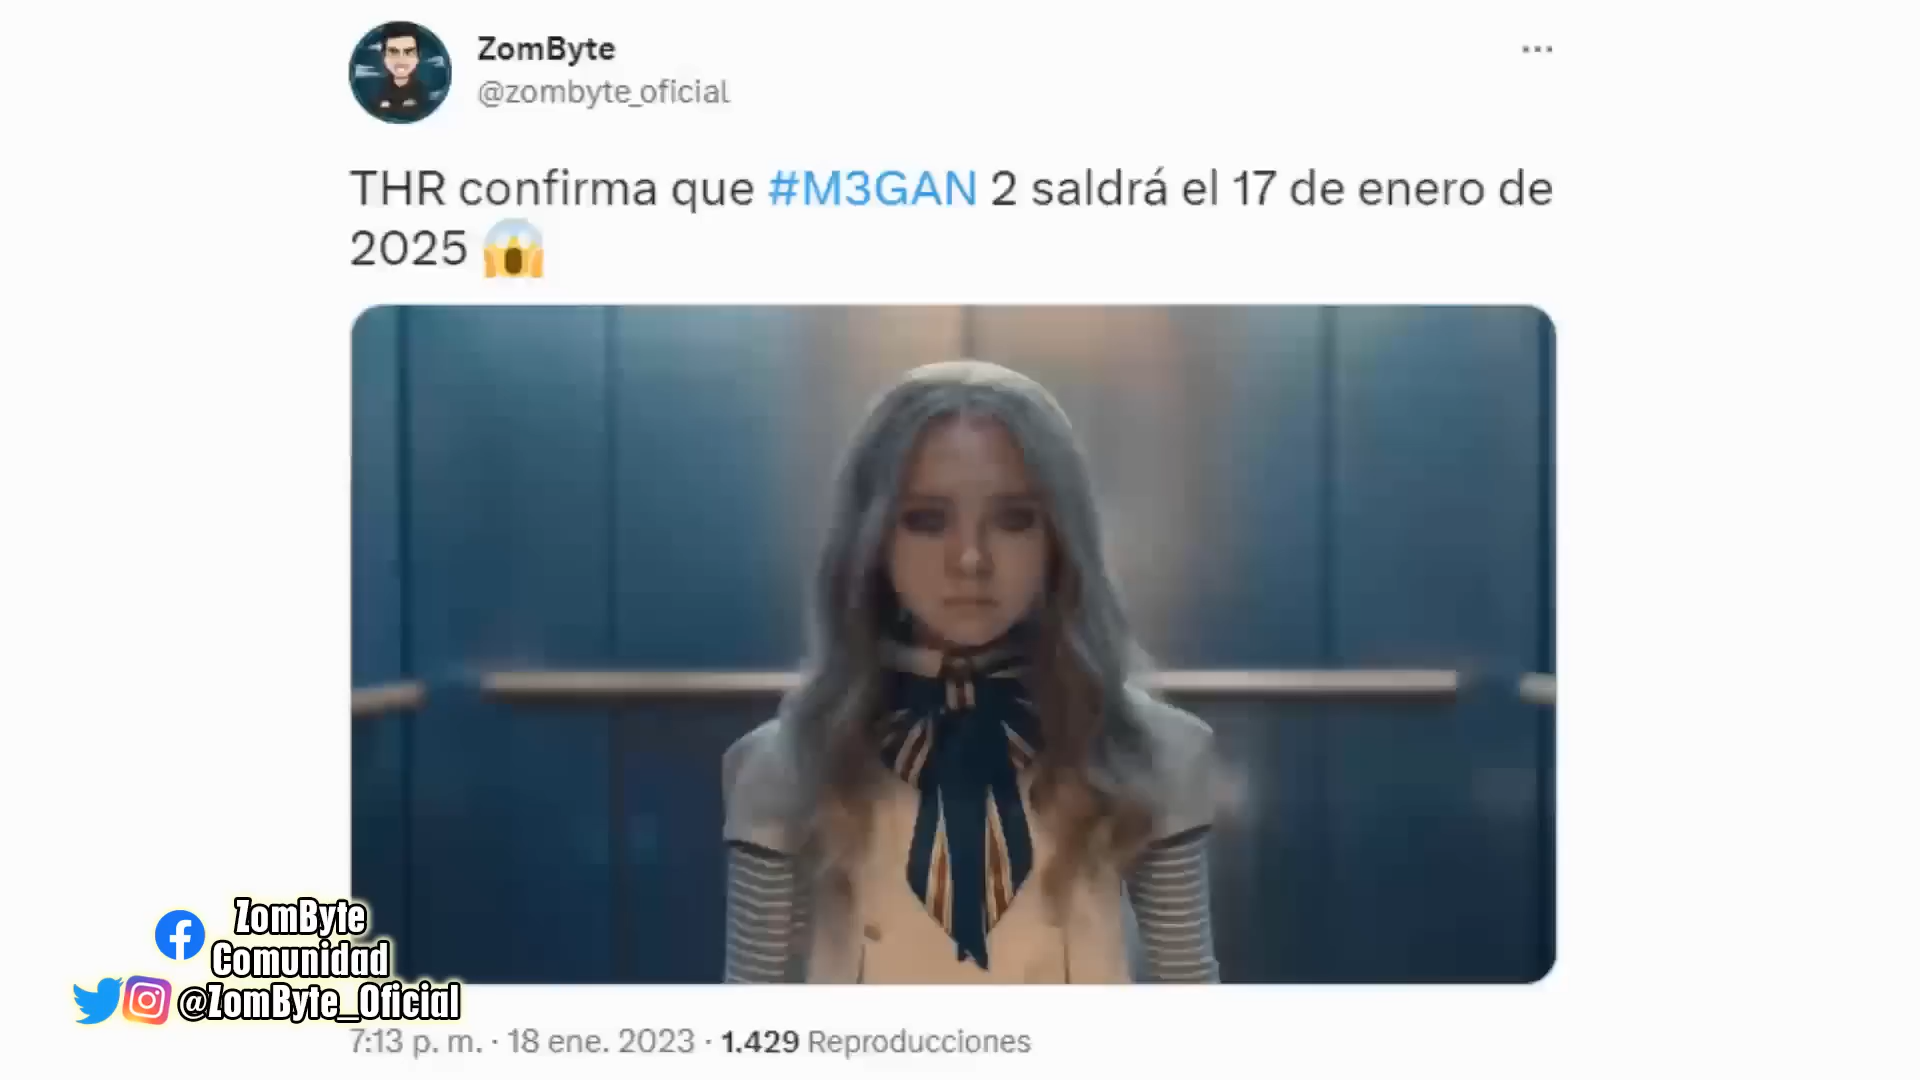 ZomByte
@zombyte_oficial
THR confirma que #M3GAN 2 saldrá el 17 de enero de
2025 😱
ZomByte
Comunidad
@ZomByte_Oficial
7:13 p. m. · 18 ene. 2023 · 1.429 Reproducciones